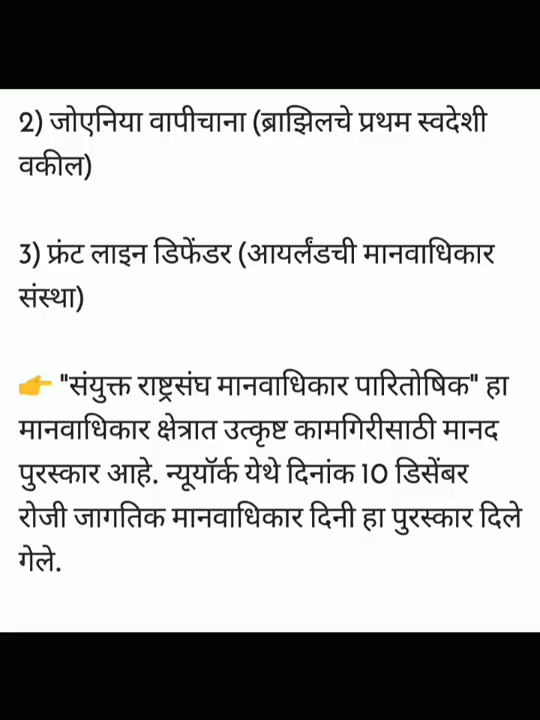 2) जोएनिया वापीचाना (ब्राझिलचे प्रथम स्वदेशी
वकील)
3) फ्रंट लाइन डिफेंडर (आयर्लंडची मानवाधिकार
संस्था)
👉 "संयुक्त राष्ट्रसंघ मानवाधिकार पारितोषिक" हा
मानवाधिकार क्षेत्रात उत्कृष्ट कामगिरीसाठी मानद
पुरस्कार आहे. न्यूयॉर्क येथे दिनांक 10 डिसेंबर
रोजी जागतिक मानवाधिकार दिनी हा पुरस्कार दिले
गेले.